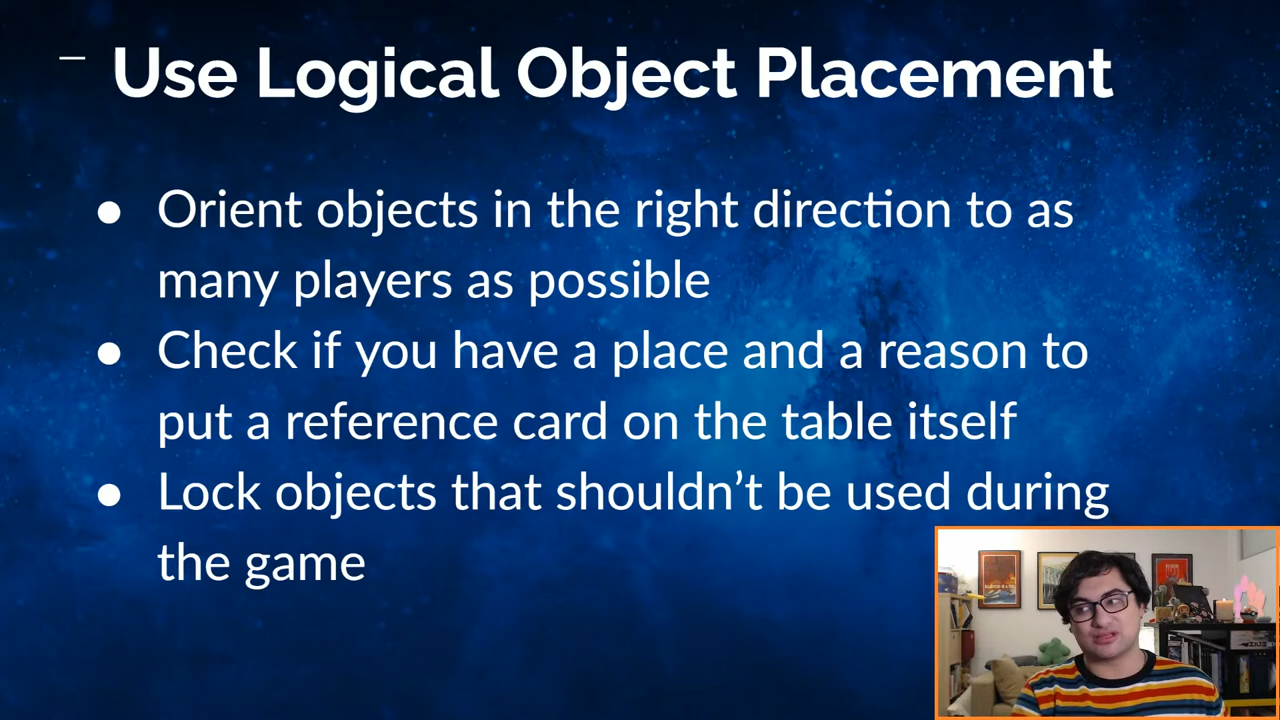 Use Logical Object Placement
● Orient objects in the right direction to as
many players as possible
● Check if you have a place and a reason to
put a reference card on the table itself
● Lock objects that shouldn’t be used during
the game